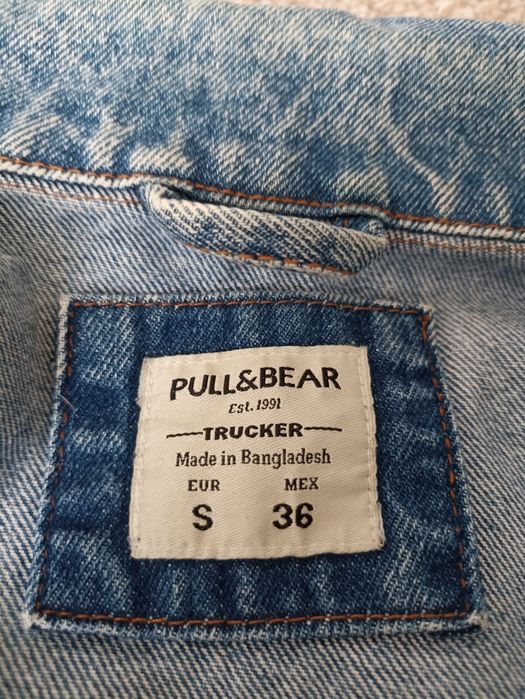 PULL&BEAR
Est. 1991
TRUCKER
Made in Bangladesh
EUR MEX
S 36